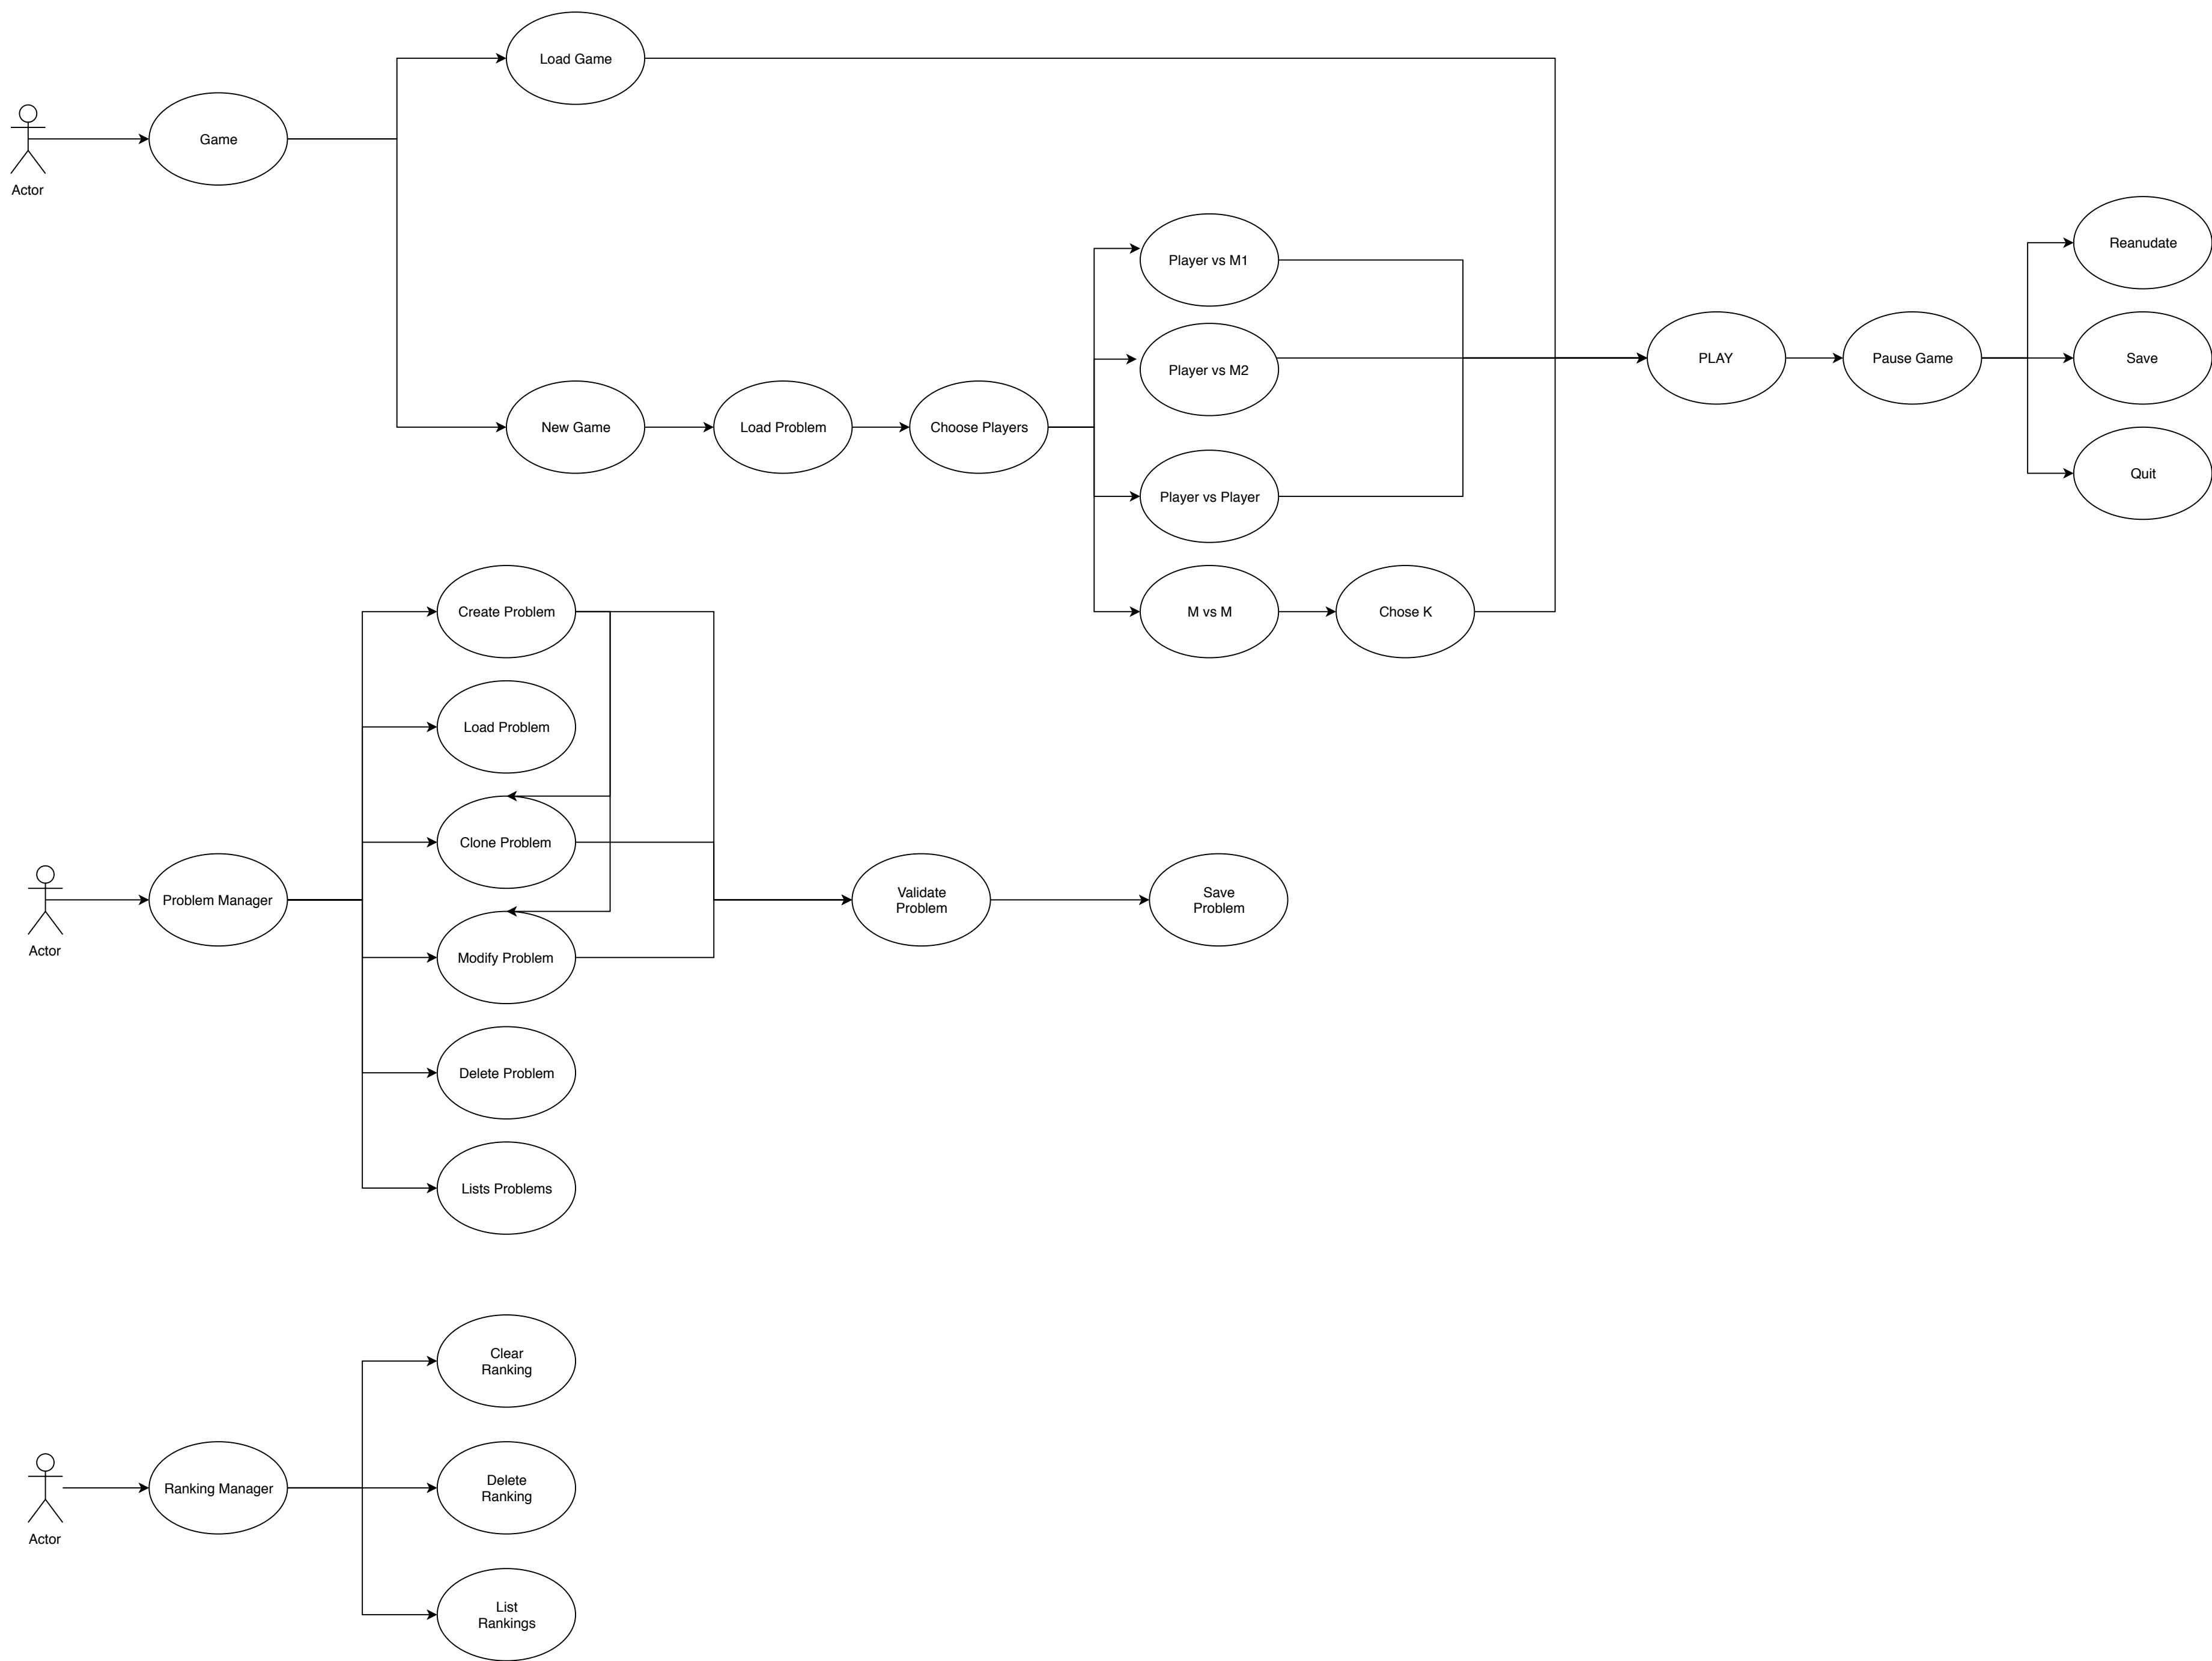 Load Game
Game
Actor
Player vs M1
Reanudate
Player vs M2
PLAY
Pause Game
Save
New Game
Load Problem
Choose Players
Player vs Player
Quit
M vs M
Chose K
Create Problem
Load Problem
Clone Problem
Problem Manager
Actor
Validate
Problem
Save
Problem
Modify Problem
Delete Problem
Lists Problems
Clear
Ranking
Ranking Manager
Actor
Delete
Ranking
List
Rankings